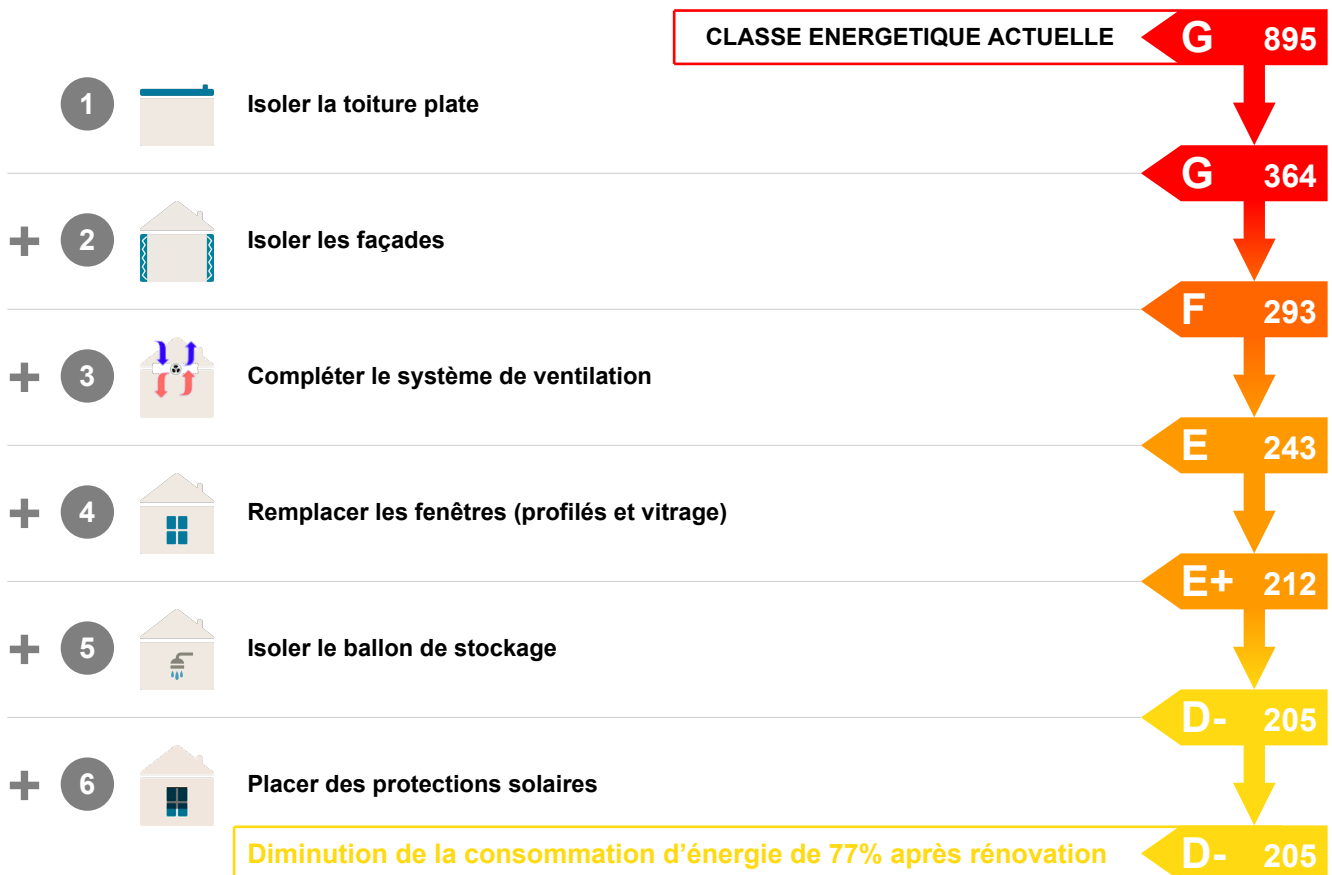 CLASSE ENERGETIQUE ACTUELLE G 895
1 Isoler la toiture plate
G 364
+ 2 Isoler les façades
F 293
+ 3 Compléter le système de ventilation
E 243
+ 4 Remplacer les fenêtres (profilés et vitrage)
E+ 212
+ 5 Isoler le ballon de stockage
D- 205
+ 6 Placer des protections solaires
Diminution de la consommation d’énergie de 77% après rénovation D- 205